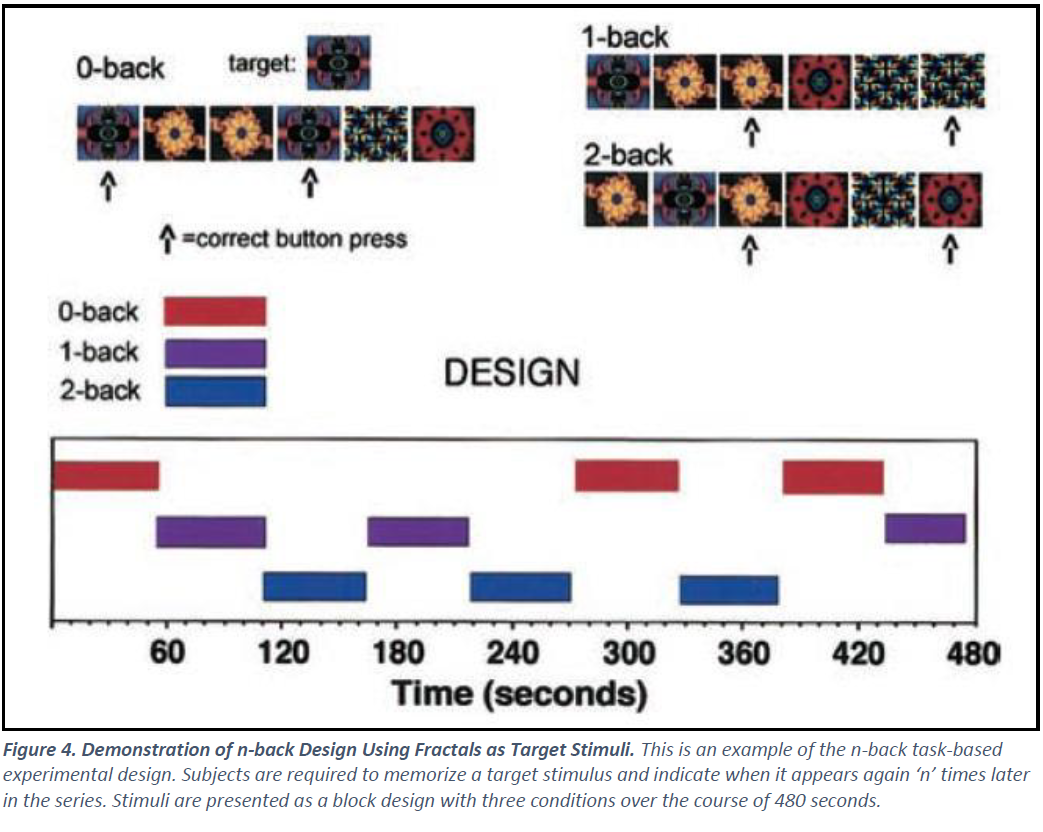 0-back target:
1-back
2-back
=correct button press
0-back
1-back
2-back
DESIGN
60 120 180 240 300 360 420 480
Time (seconds)
Figure 4. Demonstration of n-back Design Using Fractals as Target Stimuli. This is an example of the n-back task-based
experimental design. Subjects are required to memorize a target stimulus and indicate when it appears again ‘n’ times later
in the series. Stimuli are presented as a block design with three conditions over the course of 480 seconds.